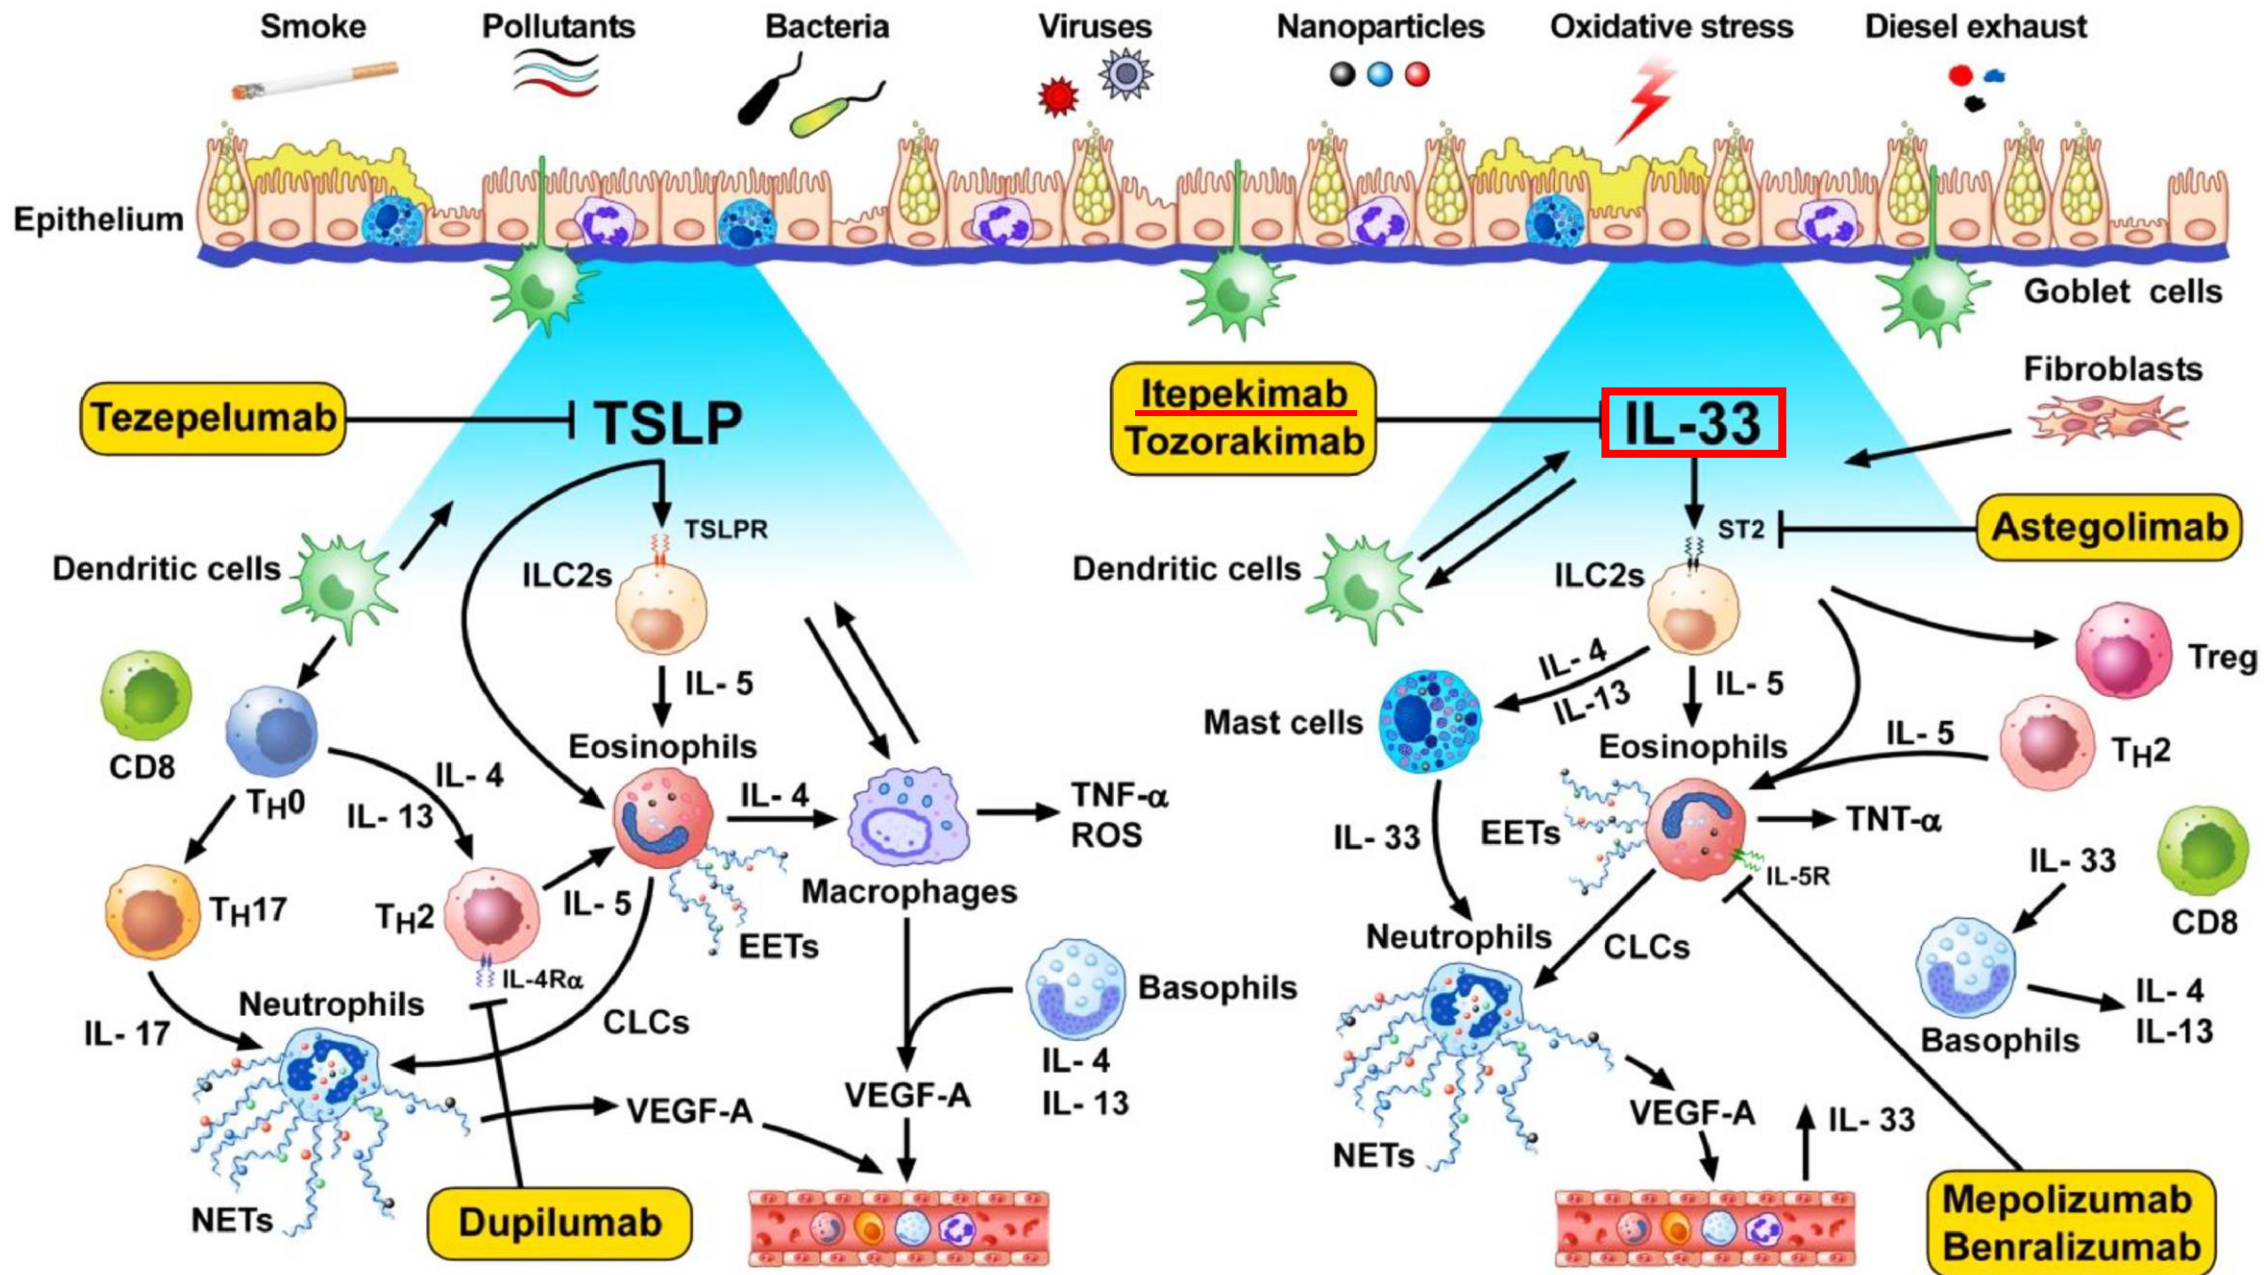 Smoke
Pollutants
Bacteria
Viruses
Nanoparticles
Oxidative stress
Diesel exhaust
Epithelium
Goblet cells
Fibroblasts
Tezepelumab
TSLP
TSLPR
ILC2s
Dendritic cells
IL- 5
CD8
TH0
IL- 4
IL- 13
Eosinophils
IL- 4
TNF-α
ROS
Macrophages
TH17
TH2
IL- 5
IL-4Rα
EETs
Neutrophils
IL- 17
CLCs
Basophils
IL- 4
IL- 13
VEGF-A
VEGF-A
NETs
Dupilumab
Itepekimab
Tozorakimab
IL-33
ST2
Astegolimab
Dendritic cells
ILC2s
Treg
IL- 4
IL-13
IL- 5
Mast cells
Eosinophils
IL- 5
TH2
IL- 33
EETs
TNT-α
IL-5R
IL- 33
CD8
Neutrophils
CLCs
Basophils
IL- 4
IL-13
NETs
VEGF-A
IL- 33
Mepolizumab
Benralizumab